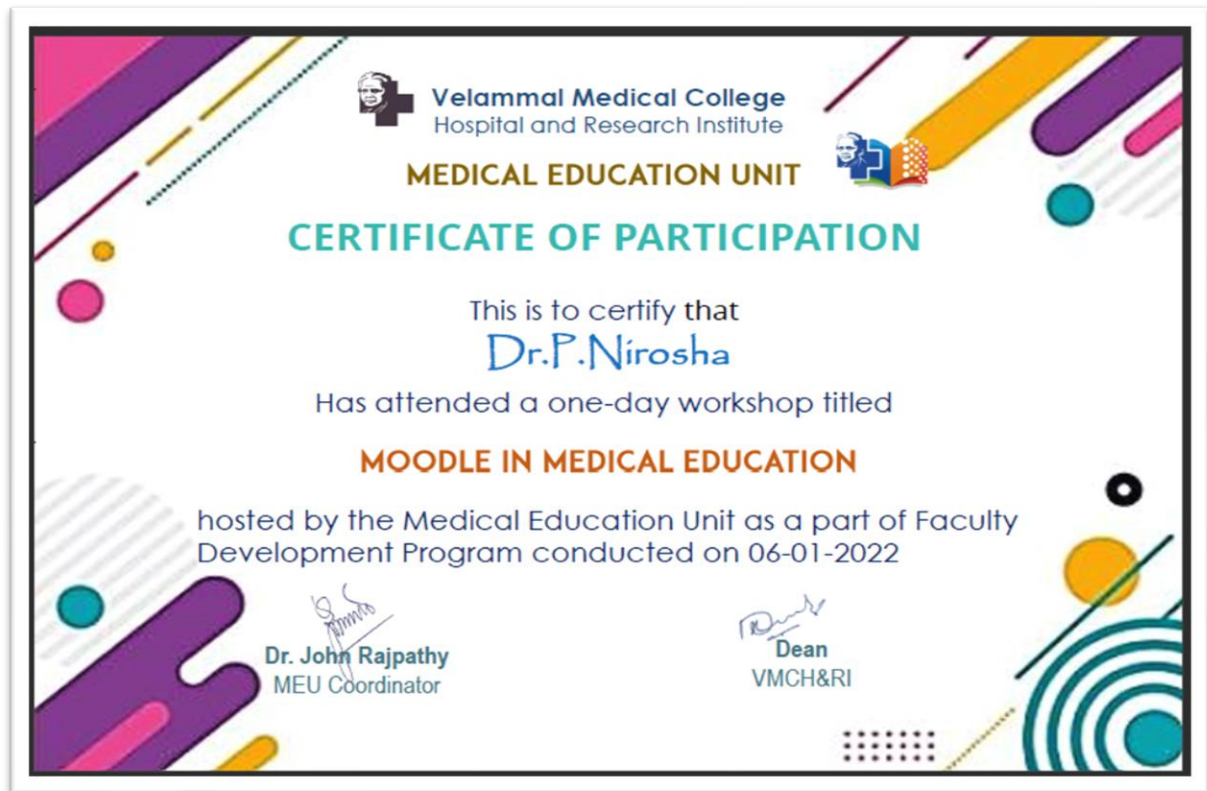 Velammal Medical College
Hospital and Research Institute
MEDICAL EDUCATION UNIT
CERTIFICATE OF PARTICIPATION
This is to certify that
Dr.P.Nirosha
Has attended a one-day workshop titled
MOODLE IN MEDICAL EDUCATION
hosted by the Medical Education Unit as a part of Faculty
Development Program conducted on 06-01-2022
Dr. John Rajpathy
MEU Coordinator
Dean
VMCH&RI